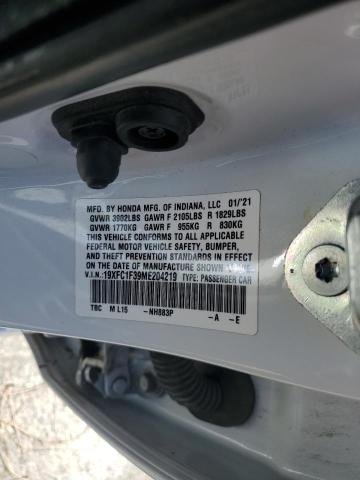 MFD. BY HONDA MFG. OF INDIANA, LLC 01/'21
GVWR 3902LBS GAWR F 2105LBS R 1829LBS
GVWR 1770KG GAWR F 955KG R 830KG
THIS VEHICLE CONFORMS TO ALL APPLICABLE
FEDERAL MOTOR VEHICLE SAFETY, BUMPER,
AND THEFT PREVENTION STANDARDS IN EFFECT
ON THE DATE OF MANUFACTURE SHOWN ABOVE.
V.I.N.: 19XFC1F39ME204219 TYPE: PASSENGER CAR
TBC M L15 -NH883P -A -E